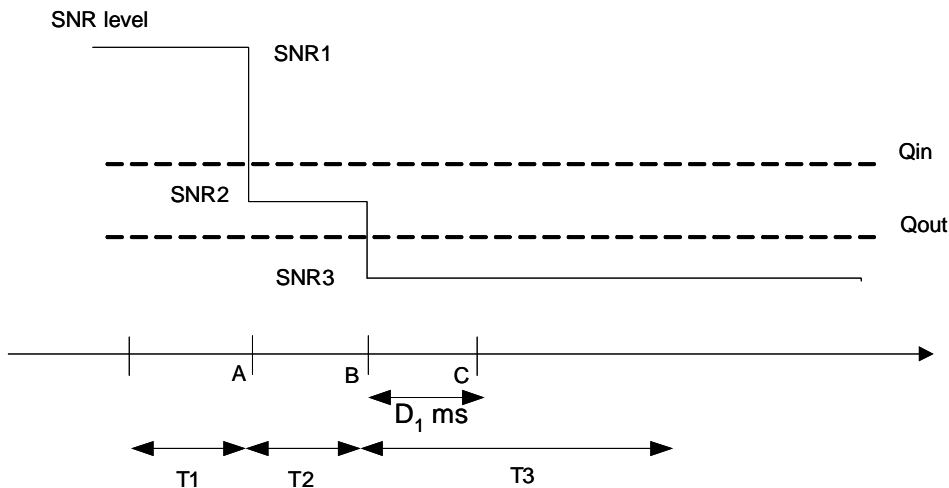 SNR level
SNR1
Qin
SNR2
Qout
SNR3
A
B
C
D₁ ms
T1
T2
T3